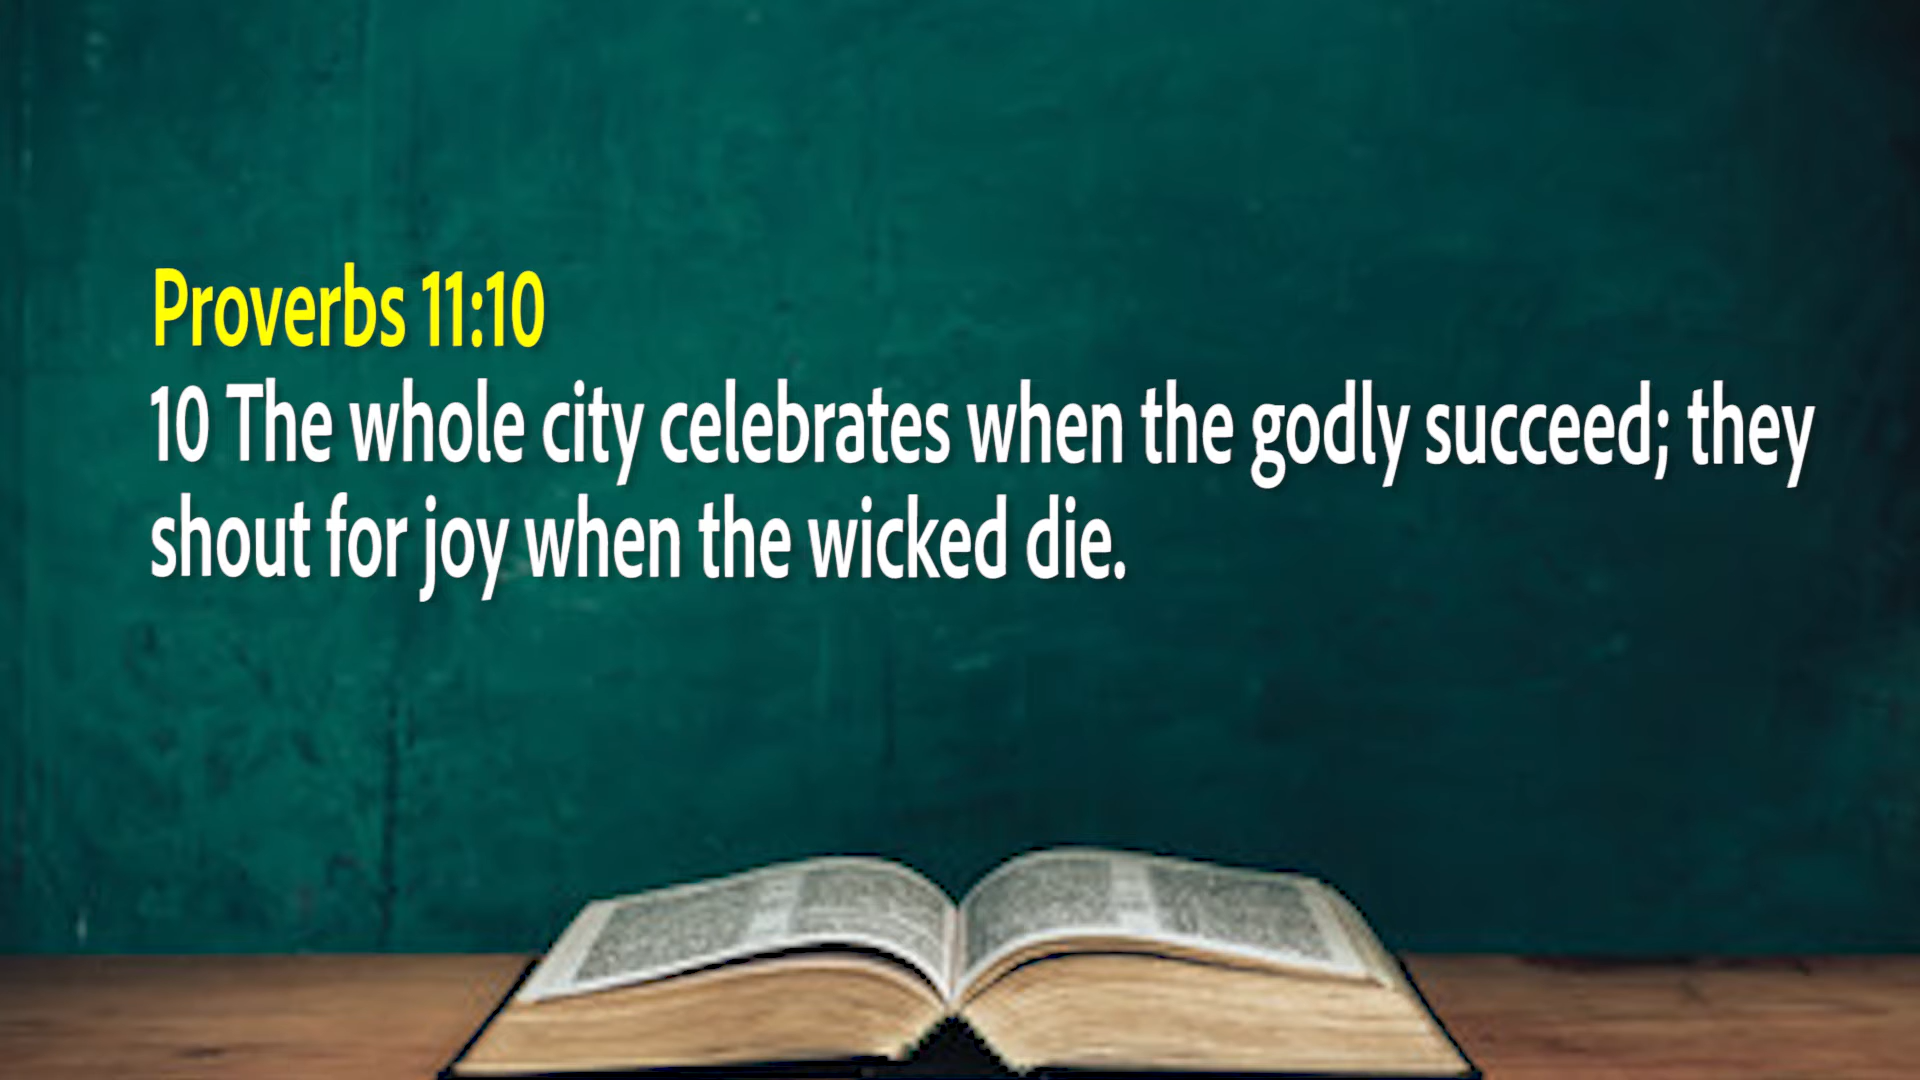 Proverbs 11:10
10 The whole city celebrates when the godly succeed; they
shout for joy when the wicked die.